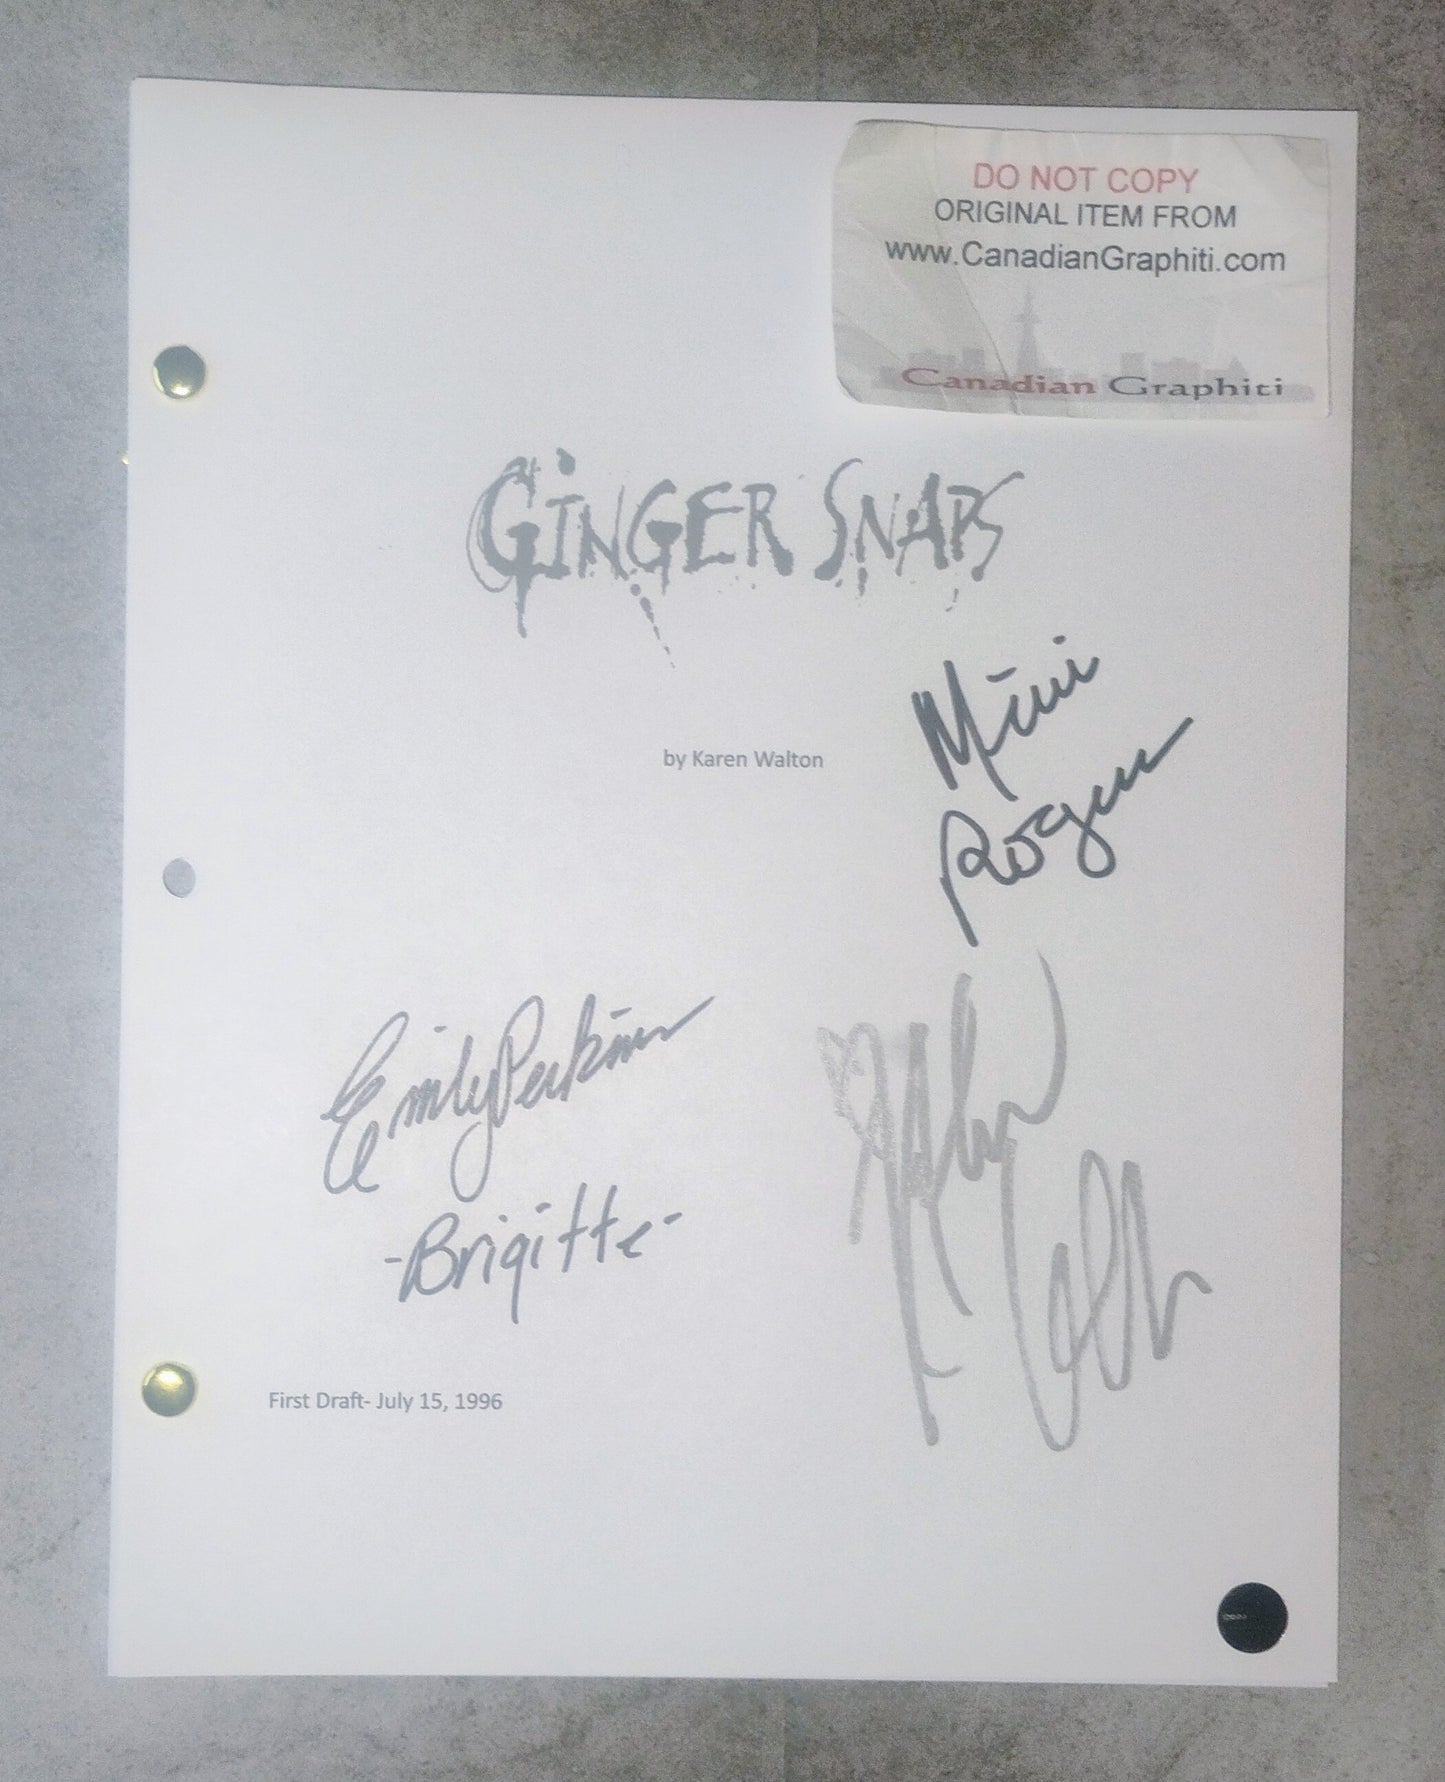 DO NOT COPY
ORIGINAL ITEM FROM
www.CanadianGraphiti.com
Canadian Graphiti
GINGER SNAPS
by Karen Walton
Mimi
Rogers
Emily Perkins
-Brigitte-
First Draft- July 15, 1996